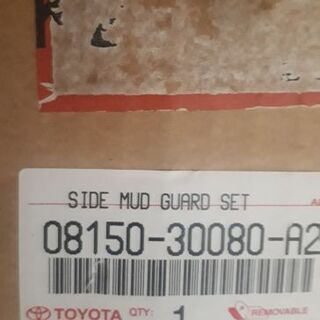 SIDE MUD GUARD SET
08150-30080-A2
TOYOTA QTY: 1 REMOVABLE